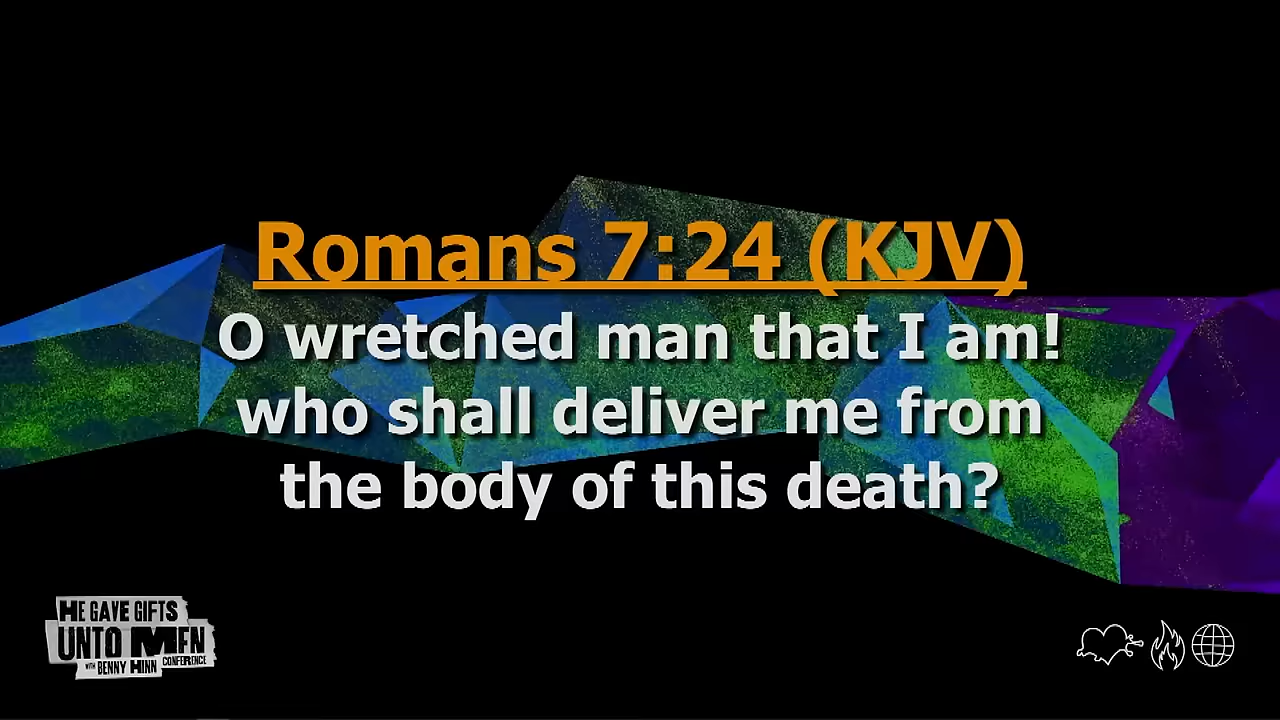 Romans 7:24 (KJV)
O wretched man that I am!
who shall deliver me from
the body of this death?
HE GAVE GIFTS
UNTO MEN
WITH BENNY HINN CONFERENCE